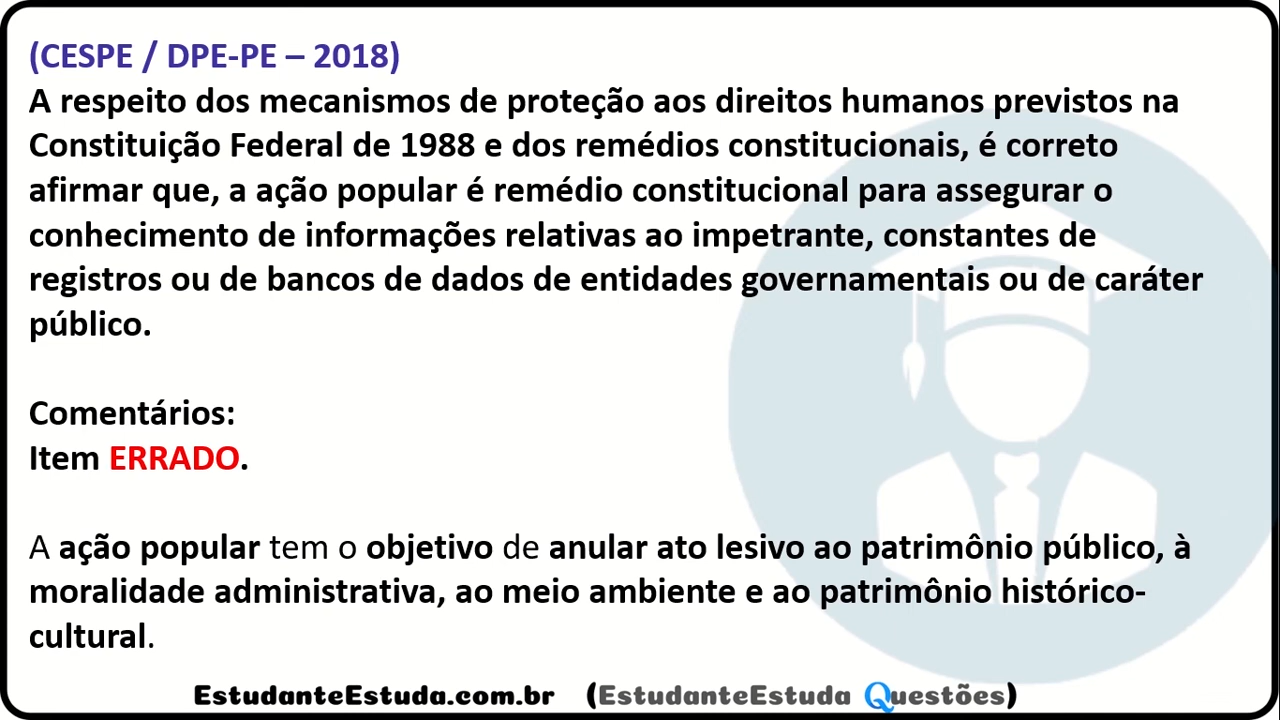 (CESPE / DPE-PE – 2018)
A respeito dos mecanismos de proteção aos direitos humanos previstos na
Constituição Federal de 1988 e dos remédios constitucionais, é correto
afirmar que, a ação popular é remédio constitucional para assegurar o
conhecimento de informações relativas ao impetrante, constantes de
registros ou de bancos de dados de entidades governamentais ou de caráter
público.
Comentários:
Item ERRADO.
A ação popular tem o objetivo de anular ato lesivo ao patrimônio público, à
moralidade administrativa, ao meio ambiente e ao patrimônio histórico-
cultural.
EstudanteEstuda.com.br (EstudanteEstuda Questões)